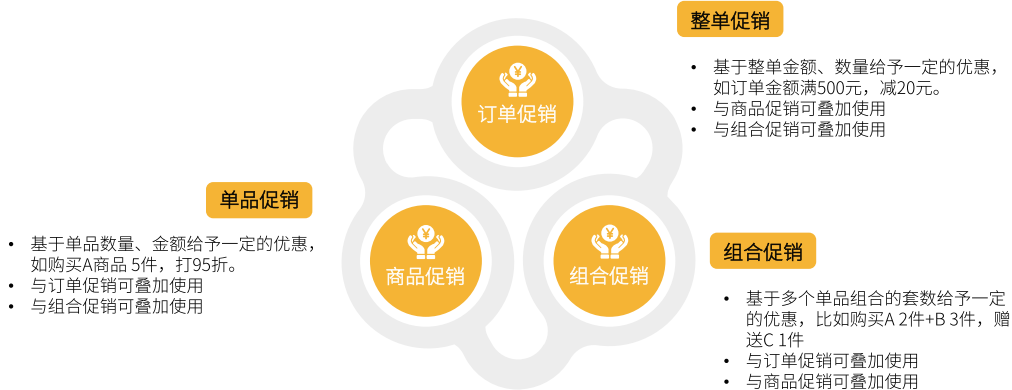 整单促销
• 基于整单金额、数量给予一定的优惠，
如订单金额满500元，减20元。
• 与商品促销可叠加使用
• 与组合促销可叠加使用
¥
订单促销
单品促销
• 基于单品数量、金额给予一定的优惠，
如购买A商品 5件，打95折。
• 与订单促销可叠加使用
• 与组合促销可叠加使用
¥
商品促销
¥
组合促销
组合促销
• 基于多个单品组合的套数给予一定
的优惠，比如购买A 2件+B 3件，赠
送C 1件
• 与订单促销可叠加使用
• 与商品促销可叠加使用